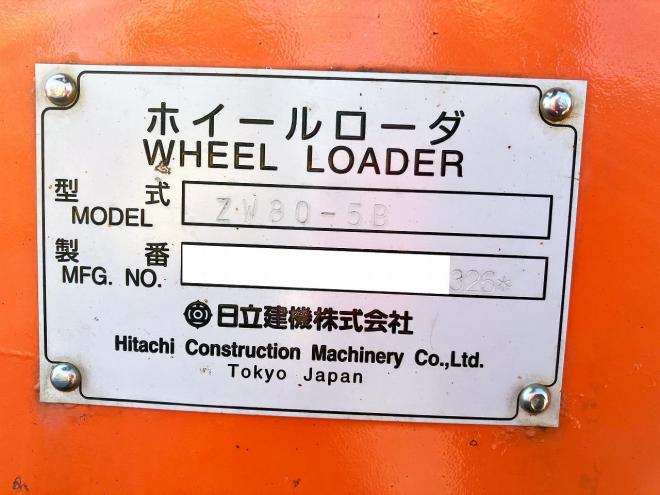 ホイールローダ
WHEEL LOADER
型式 ZW80-5B
MODEL
製番 326*
MFG. NO.
日立建機株式会社
Hitachi Construction Machinery Co.,Ltd.
Tokyo Japan